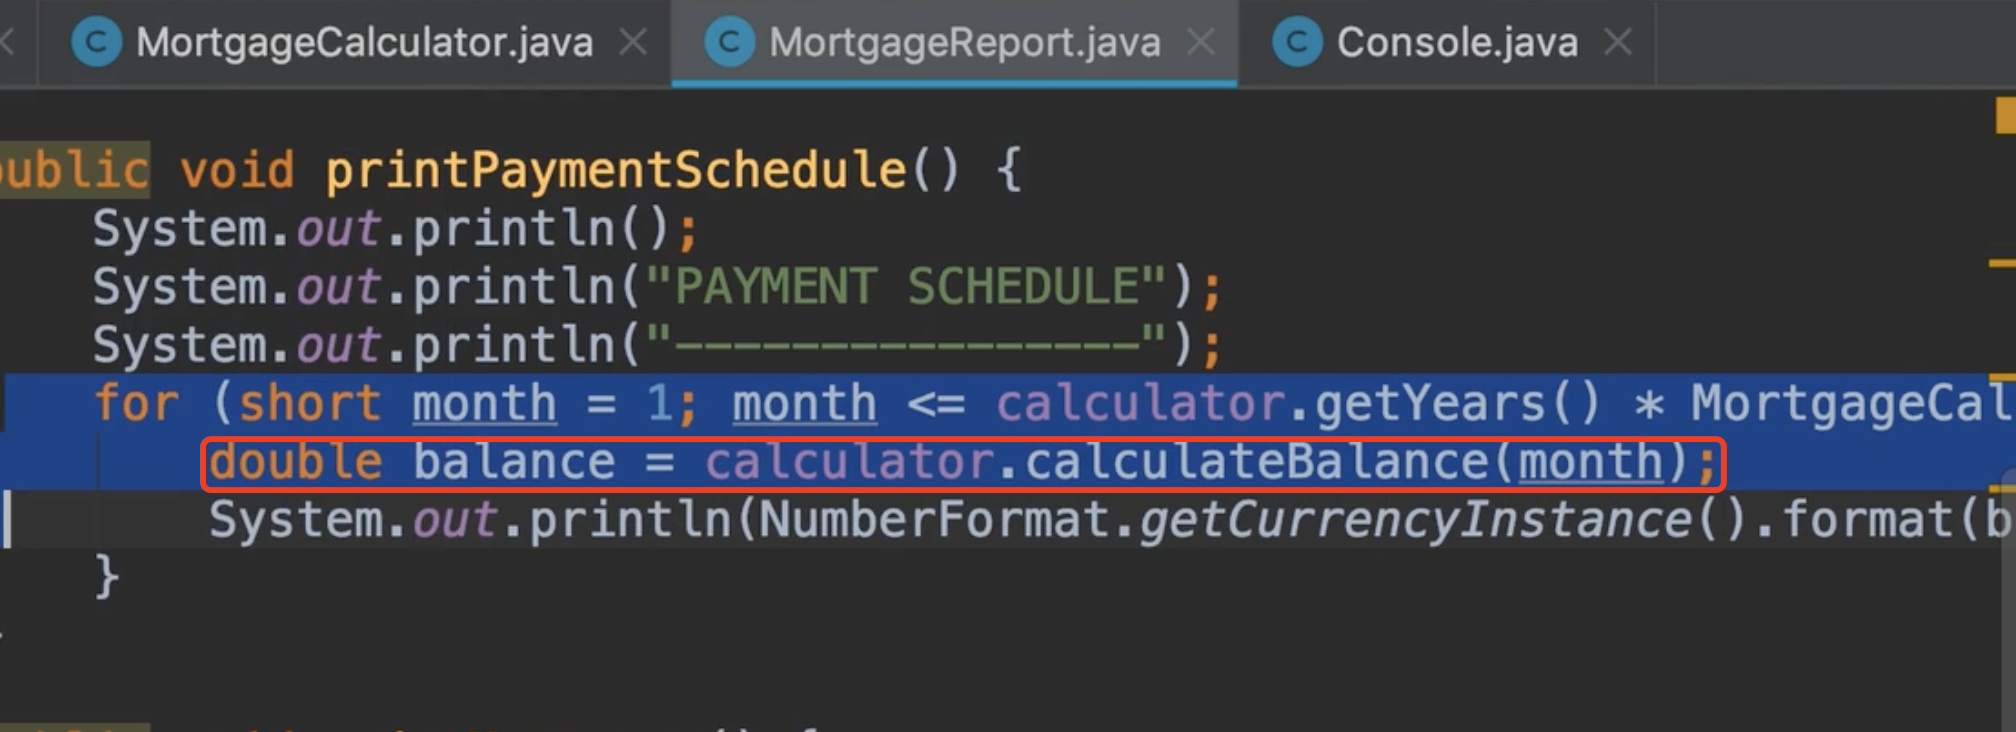 MortgageCalculator.java MortgageReport.java Console.java
public void printPaymentSchedule() {
System.out.println();
System.out.println("PAYMENT SCHEDULE");
System.out.println("----------------");
for (short month = 1; month <= calculator.getYears() * MortgageCal
double balance = calculator.calculateBalance(month);
System.out.println(NumberFormat.getCurrencyInstance().format(b
}